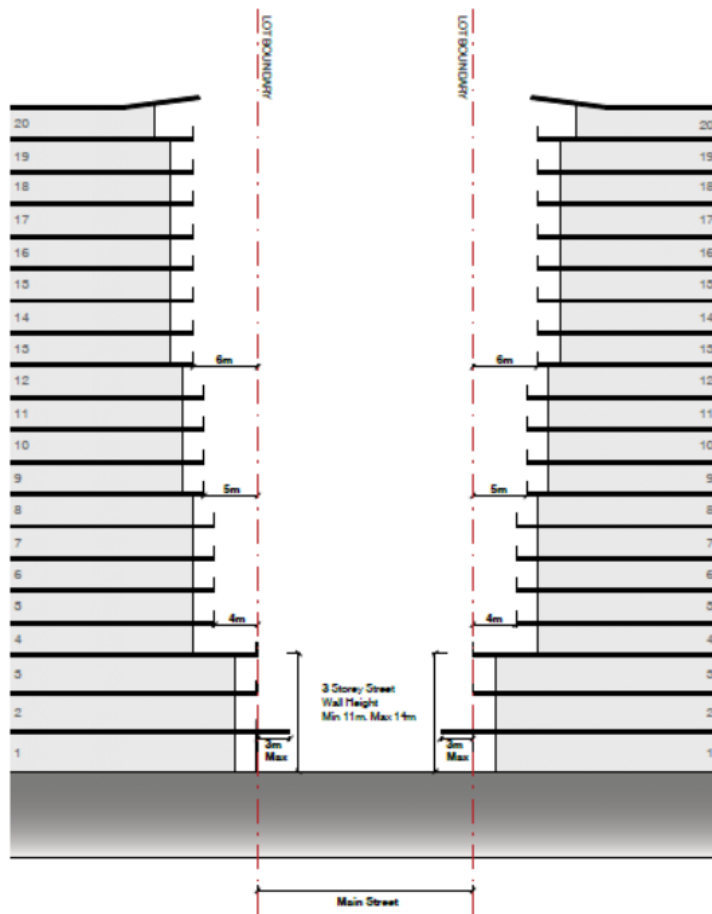 LOT BOUNDARY
LOT BOUNDARY
20
20
19
19
18
18
17
17
16
16
15
15
14
14
13
13
6m
6m
12
12
11
11
10
10
9
9
5m
5m
8
8
7
7
6
6
5
5
4m
4m
4
4
3
3
3 Storey Street
Wall Height
Min 11m. Max 14m
2
2
3m
Max
3m
Max
1
1
Main Street